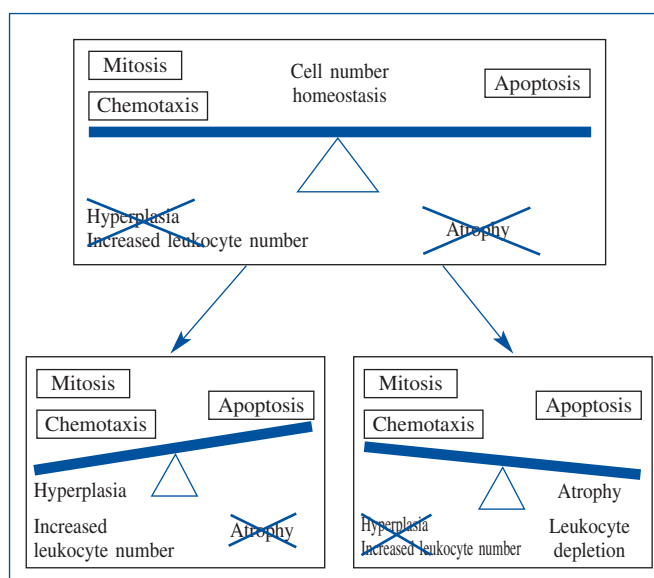 Mitosis
Cell number
homeostasis
Apoptosis
Chemotaxis
Hyperplasia
Increased leukocyte number
Atrophy
Mitosis
Apoptosis
Chemotaxis
Hyperplasia
Increased
leukocyte number
Atrophy
Mitosis
Apoptosis
Chemotaxis
Atrophy
Hyperplasia
Increased leukocyte number
Leukocyte
depletion